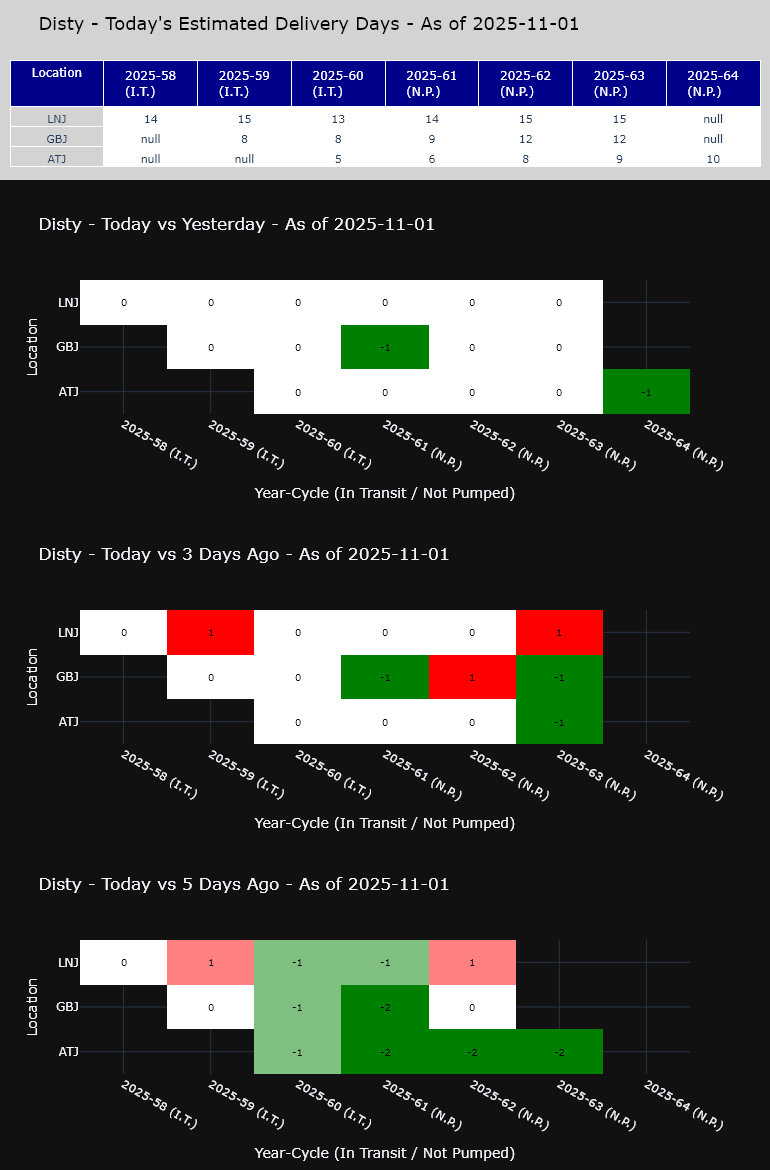 Disty - Today's Estimated Delivery Days - As of 2025-11-01
Location 2025-58 (I.T.) 2025-59 (I.T.) 2025-60 (I.T.) 2025-61 (N.P.) 2025-62 (N.P.) 2025-63 (N.P.) 2025-64 (N.P.)
LNJ 14 15 13 14 15 15 null
GBJ null 8 8 9 12 12 null
ATJ null null 5 6 8 9 10
Disty - Today vs Yesterday - As of 2025-11-01
Location
LNJ 0 0 0 0 0 0
GBJ 0 0 -1 0 0
ATJ 0 0 0 0 -1
2025-58 (I.T.) 2025-59 (I.T.) 2025-60 (I.T.) 2025-61 (N.P.) 2025-62 (N.P.) 2025-63 (N.P.) 2025-64 (N.P.)
Year-Cycle (In Transit / Not Pumped)
Disty - Today vs 3 Days Ago - As of 2025-11-01
Location
LNJ 0 1 0 0 0 1
GBJ 0 0 -1 1 -1
ATJ 0 0 0 -1
2025-58 (I.T.) 2025-59 (I.T.) 2025-60 (I.T.) 2025-61 (N.P.) 2025-62 (N.P.) 2025-63 (N.P.) 2025-64 (N.P.)
Year-Cycle (In Transit / Not Pumped)
Disty - Today vs 5 Days Ago - As of 2025-11-01
Location
LNJ 0 1 -1 -1 1
GBJ 0 -1 -2 0
ATJ -1 -2 -2 -2
2025-58 (I.T.) 2025-59 (I.T.) 2025-60 (I.T.) 2025-61 (N.P.) 2025-62 (N.P.) 2025-63 (N.P.) 2025-64 (N.P.)
Year-Cycle (In Transit / Not Pumped)